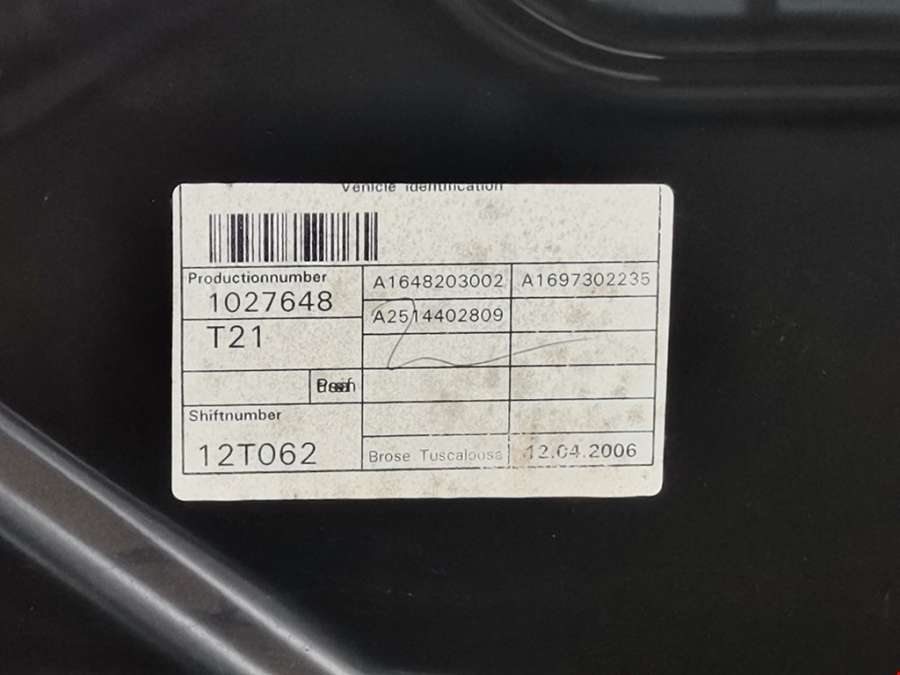 Vehicle Identification
Productionnumber
1027648
T21
Shiftnumber
12T062
A1648203002
A1697302235
A2514402809
Brose Tuscaloosa
12.04.2006